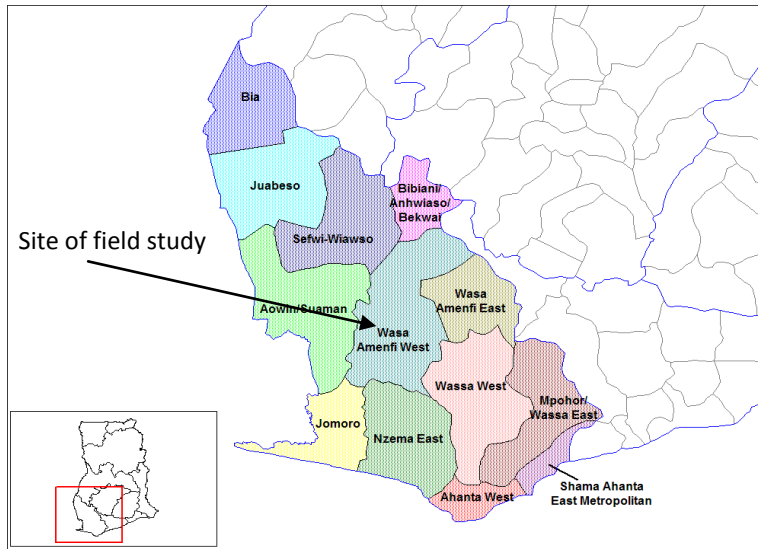 Bia
Juabeso
Bibiani/
Anhwiaso/
Bekwai
Sefwi-Wiawso
Site of field study
Aowin/Suaman
Wasa
Amenfi East
Wasa
Amenfi West
Wassa West
Mpohor/
Wassa East
Jomoro
Nzema East
Ahanta West
Shama Ahanta
East Metropolitan